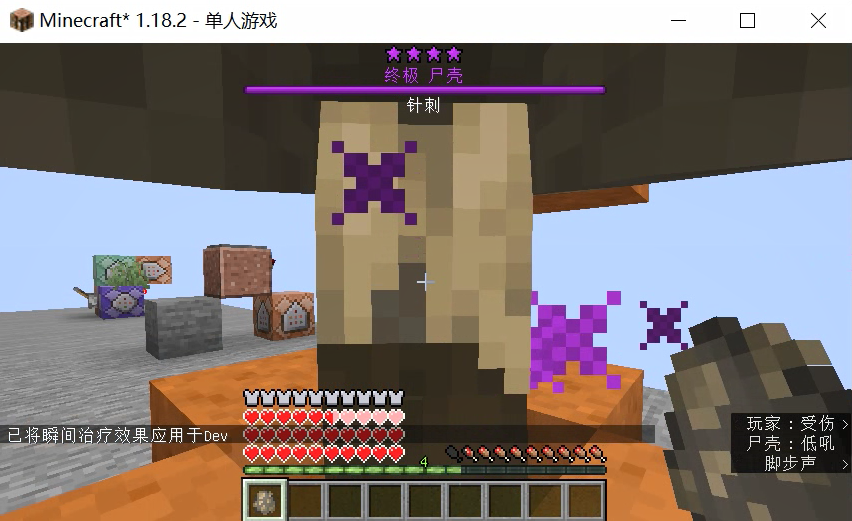 Minecraft* 1.18.2 - 单人游戏
终极 尸壳
针刺
已将瞬间治疗效果应用于Dev
4
玩家：受伤 >
尸壳：低吼
脚步声 >